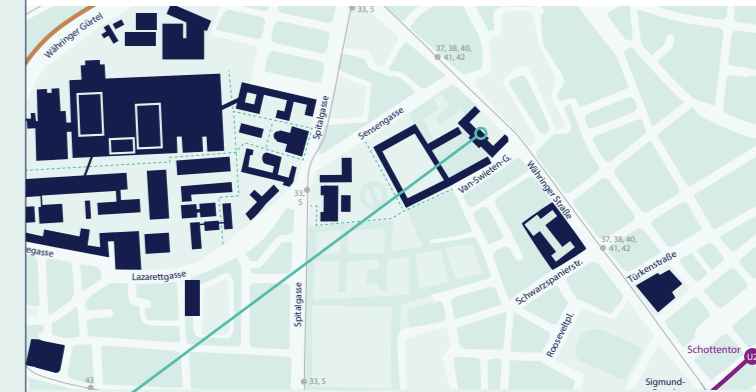 33, 5
Währinger Gürtel
37, 38, 40,
41, 42
Spitalgasse
Sensengasse
Van-Swieten-G.
Währinger Straße
33,
5
37, 38, 40,
41, 42
egasse
Lazarettgasse
Türkenstraße
Schwarzspanierstr.
Spitalgasse
Rooseveltpl.
Schottentor
U2
43
33, 5
Sigmund-